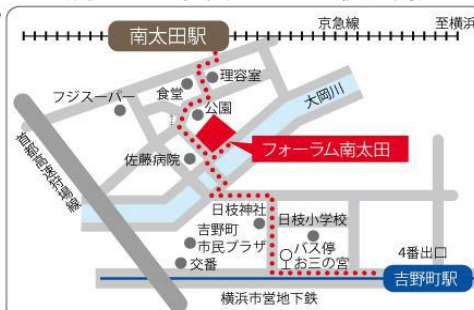 南太田駅
京急線
至横浜
理容室
食堂
フジスーパー
公園
大岡川
首都高速狩場線
佐藤病院
フォーラム南太田
日枝神社
日枝小学校
吉野町
市民プラザ
バス停
お三の宮
4番出口
交番
吉野町駅
横浜市営地下鉄